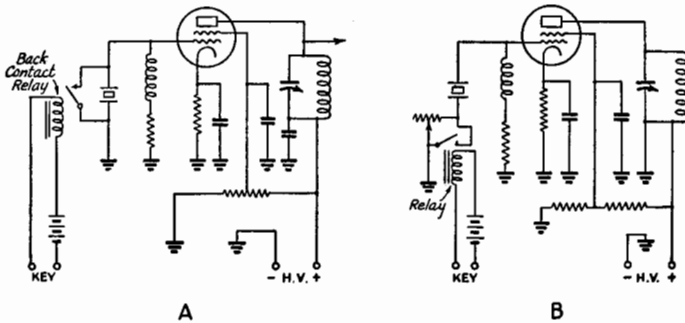 Back
Contact
Relay
KEY
- H.V. +
A
Relay
KEY
- H.V. +
B